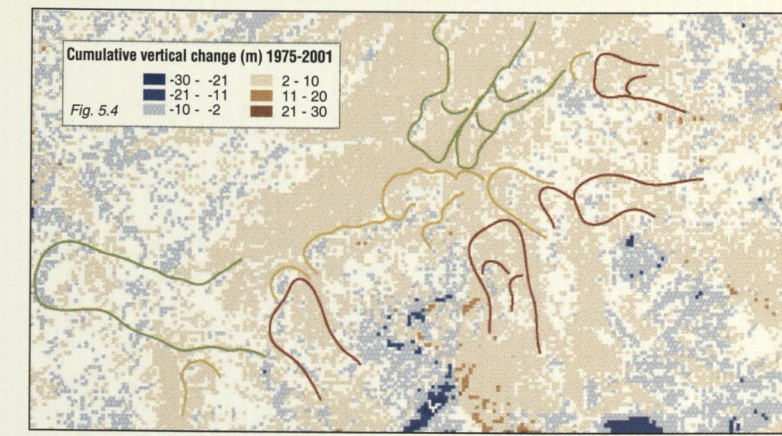 Cumulative vertical change (m) 1975-2001
-30 - -21
-21 - -11
-10 - -2
2 - 10
11 - 20
21 - 30
Fig. 5.4